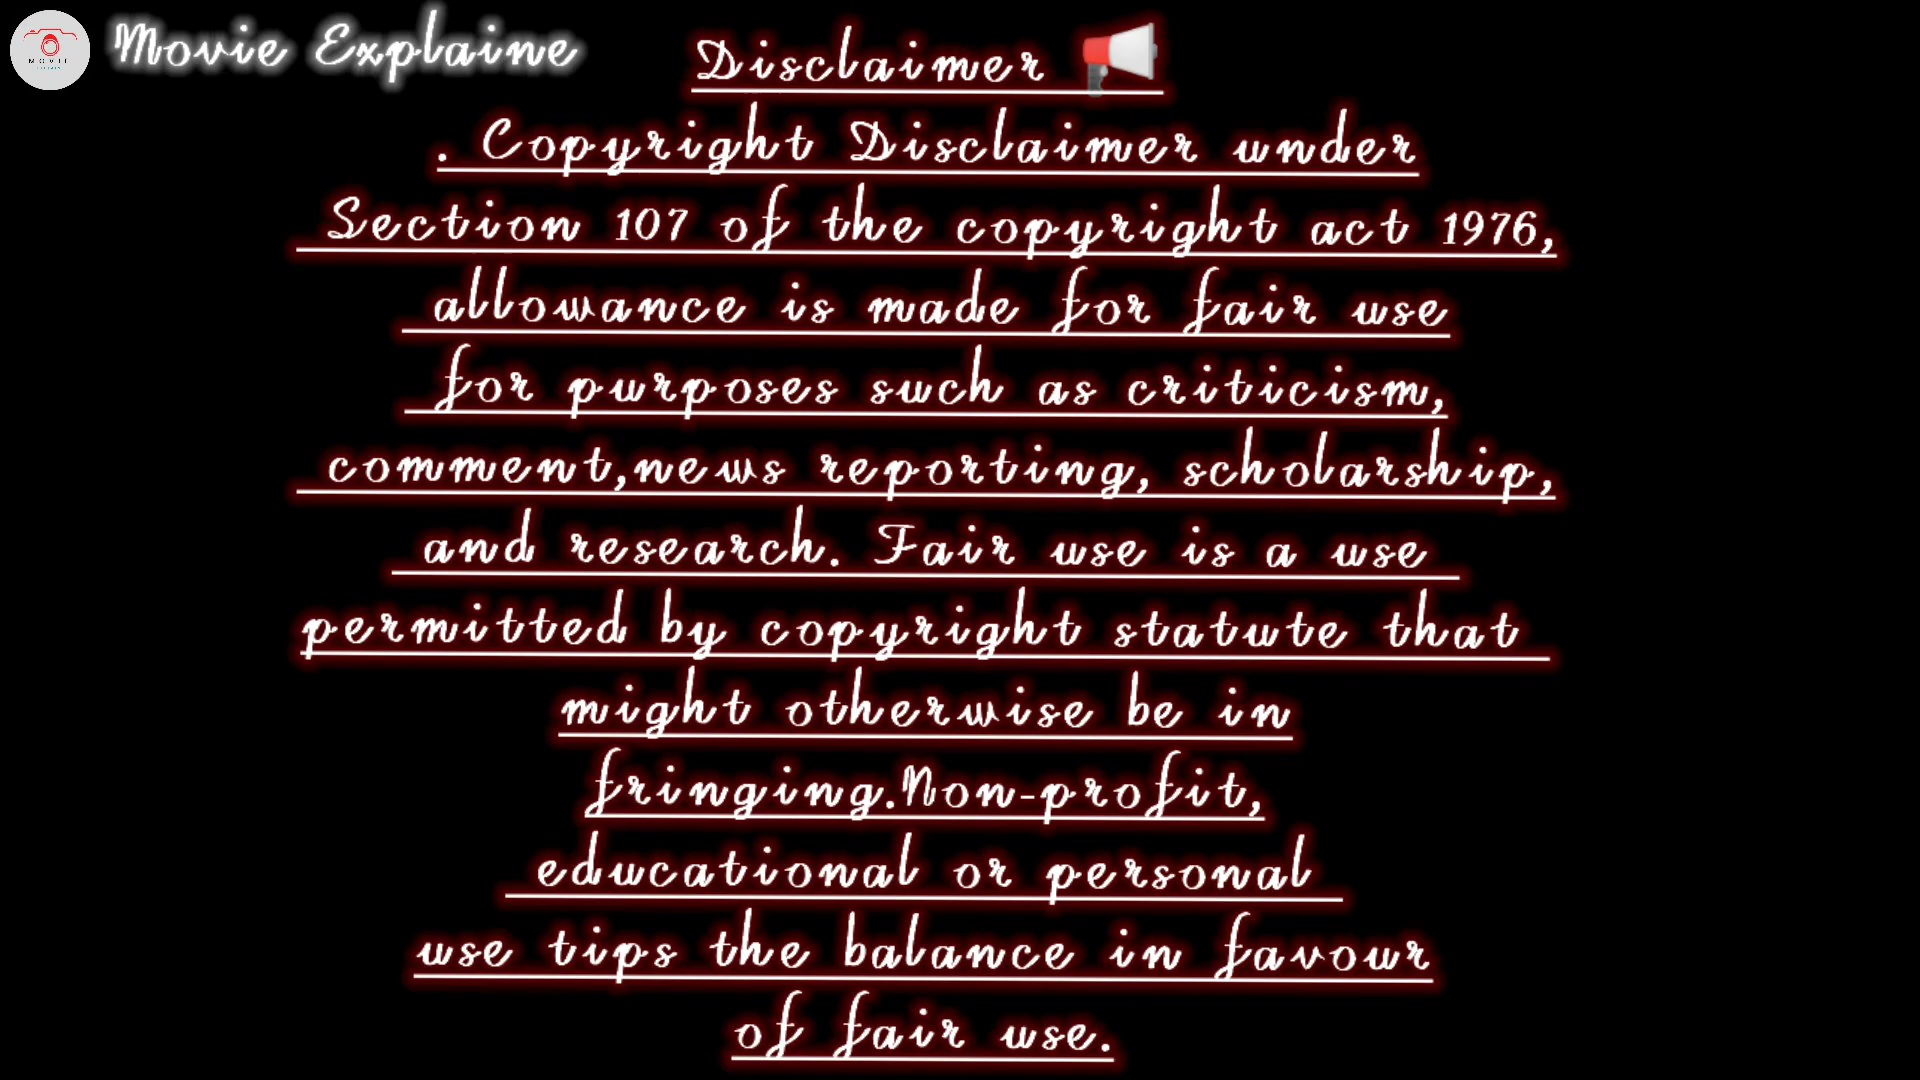 MOVIE
Movie Explaine
Disclaimer 📢
. Copyright Disclaimer under
Section 107 of the copyright act 1976,
allowance is made for fair use
for purposes such as criticism,
comment,news reporting, scholarship,
and research. Fair use is a use
permitted by copyright statute that
might otherwise be in
fringing.Non-profit,
educational or personal
use tips the balance in favour
of fair use.